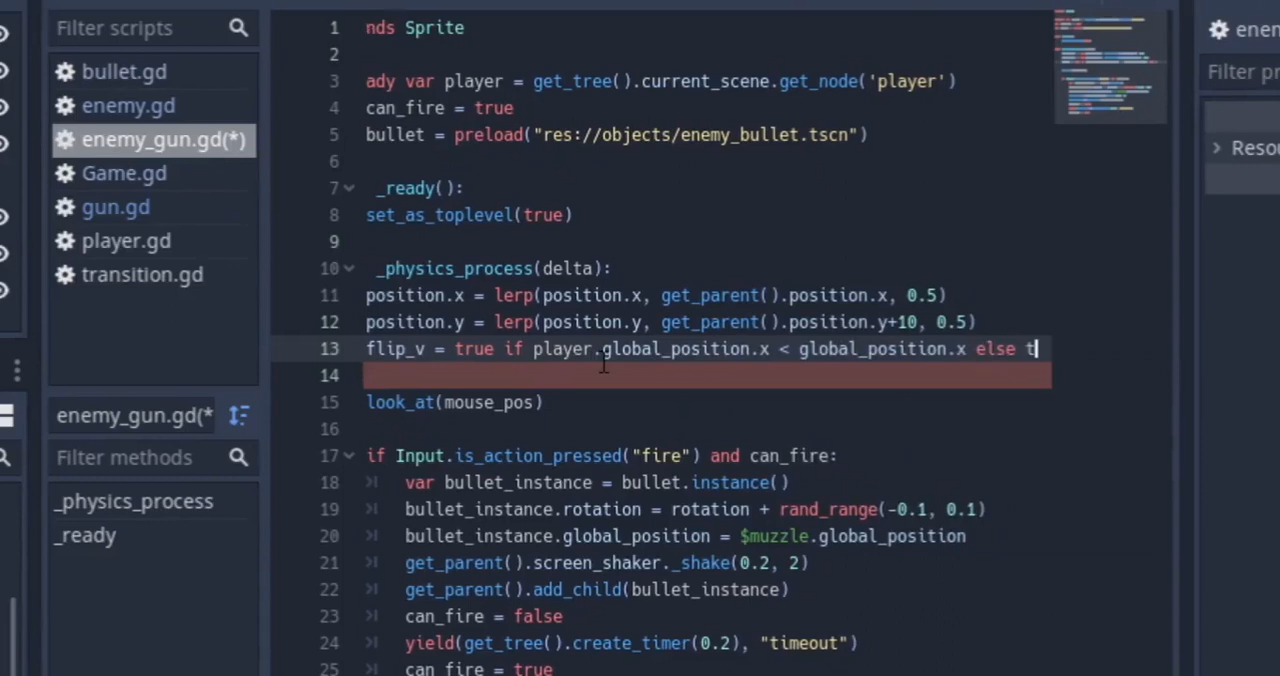 Filter scripts
bullet.gd
enemy.gd
enemy_gun.gd(*)
Game.gd
gun.gd
player.gd
transition.gd
enemy_gun.gd(*
Filter methods
_physics_process
_ready
1 nds Sprite
2
3 ady var player = get_tree().current_scene.get_node('player')
4 can_fire = true
5 bullet = preload("res://objects/enemy_bullet.tscn")
6
7 _ready():
8 set_as_toplevel(true)
9
10 _physics_process(delta):
11 position.x = lerp(position.x, get_parent().position.x, 0.5)
12 position.y = lerp(position.y, get_parent().position.y+10, 0.5)
13 flip_v = true if player.global_position.x < global_position.x else t
14
15 look_at(mouse_pos)
16
17 if Input.is_action_pressed("fire") and can_fire:
18 var bullet_instance = bullet.instance()
19 bullet_instance.rotation = rotation + rand_range(-0.1, 0.1)
20 bullet_instance.global_position = $muzzle.global_position
21 get_parent().screen_shaker._shake(0.2, 2)
22 get_parent().add_child(bullet_instance)
23 can_fire = false
24 yield(get_tree().create_timer(0.2), "timeout")
25 can_fire = true
enem
Filter pr
Resou